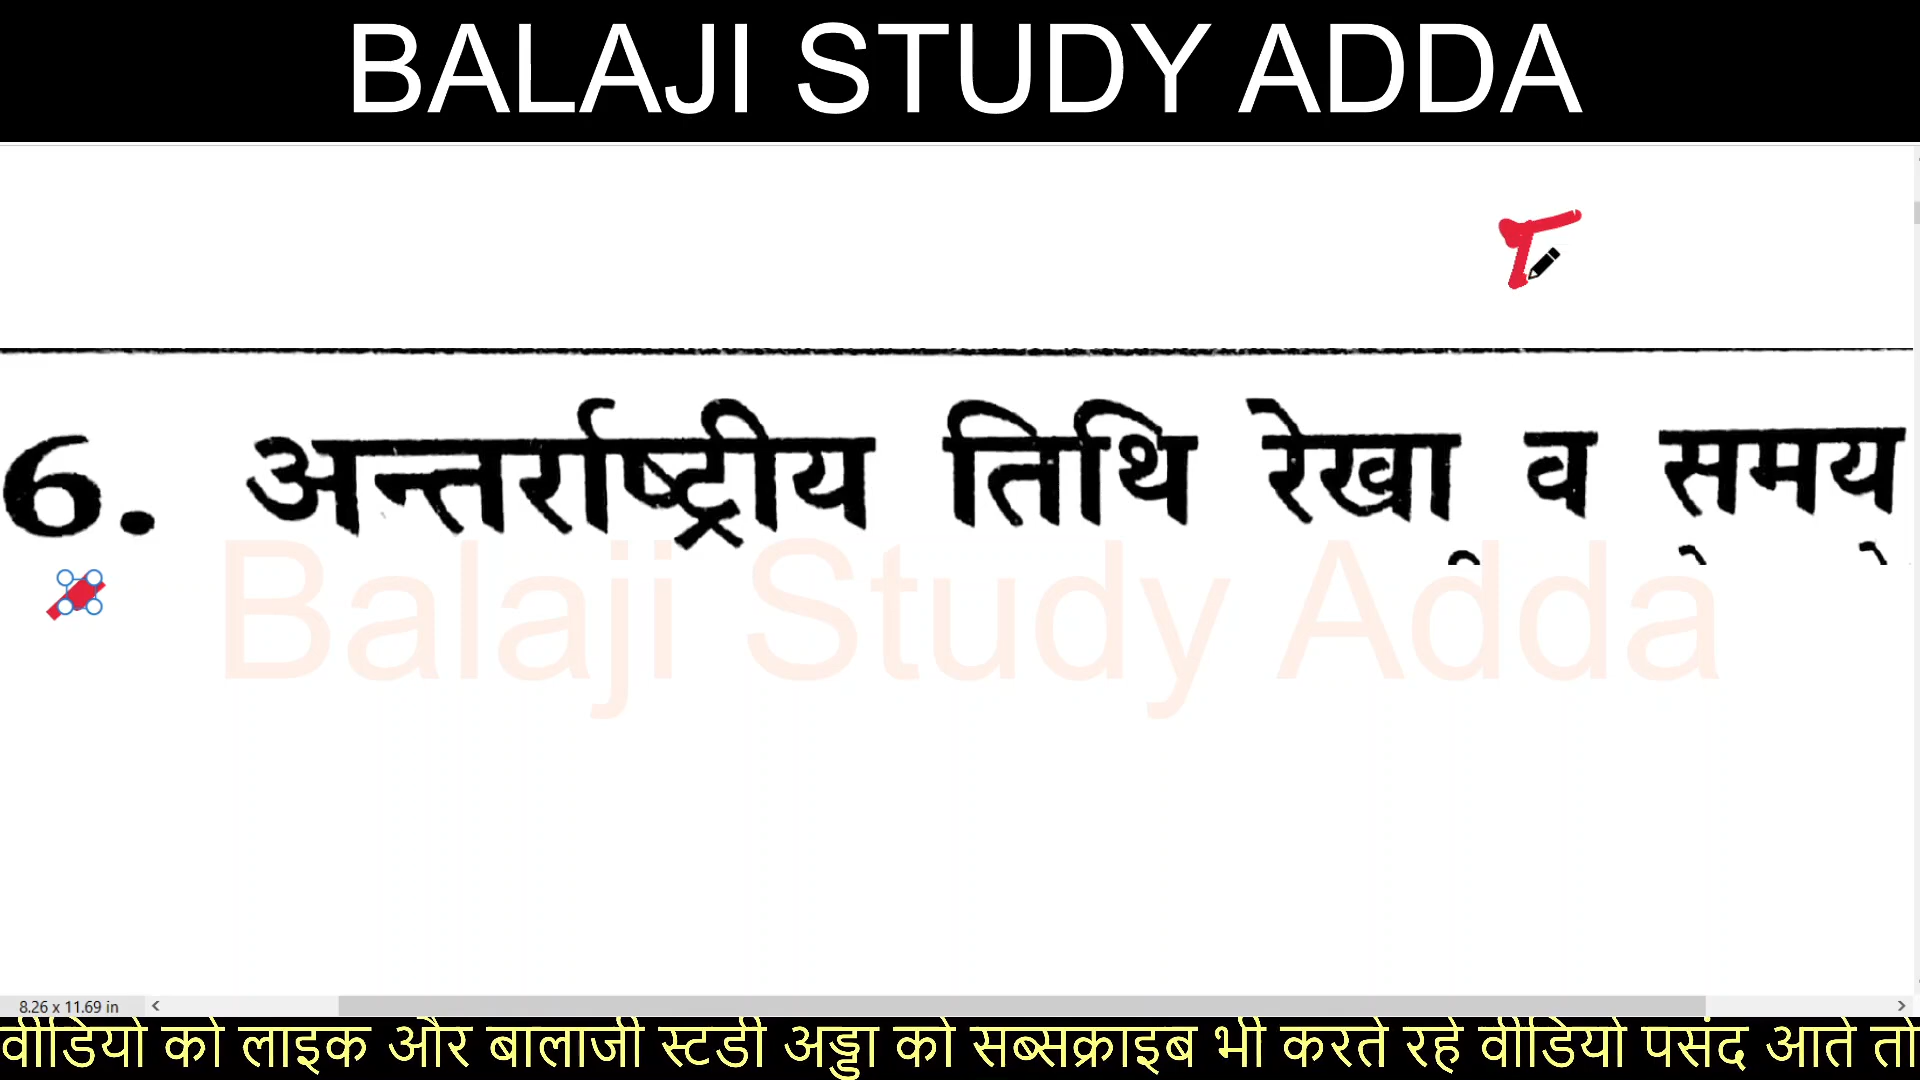 BALAJI STUDY ADDA
6. अन्तर्राष्ट्रीय तिथि रेखा व समय
Balaji Study Adda
8.26 x 11.69 in
वीडियो को लाइक और बालाजी स्टडी अड्डा को सब्सक्राइब भी करते रहे वीडियो पसंद आते तो